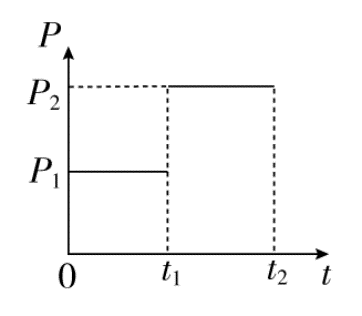 P
P₂
P₁
0 t₁ t₂ t